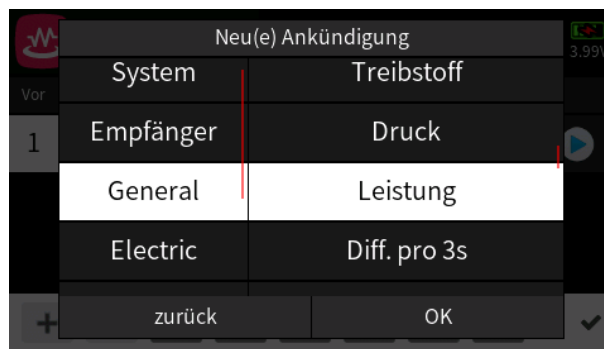 Neu(e) Ankündigung
3.99V
System Treibstoff
Vor
Empfänger Druck
1
General Leistung
Electric Diff. pro 3s
zurück OK